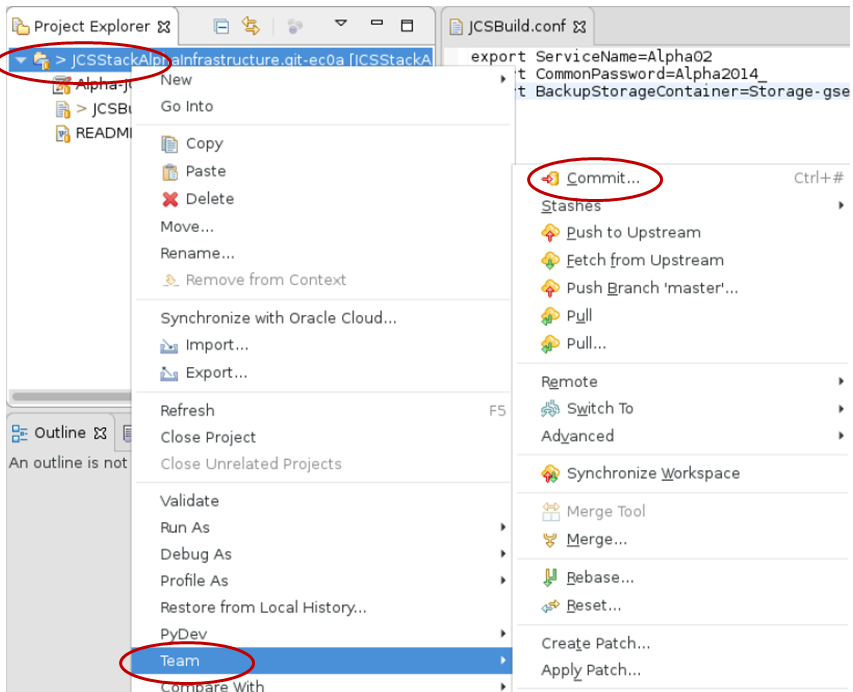 Project Explorer
JCSBuild.conf
> JCSStackAlphaInfrastructure.git-ec0a [JCSStackA
Alpha-JC
> JCSBu
README
export ServiceName=Alpha02
t CommonPassword=Alpha2014_
t BackupStorageContainer=Storage-gse
New
Go Into
Copy
Paste
Delete
Move...
Rename...
Remove from Context
Synchronize with Oracle Cloud...
Import...
Export...
Refresh F5
Close Project
Close Unrelated Projects
Validate
Run As
Debug As
Profile As
Restore from Local History...
PyDev
Team
Compare With
Commit... Ctrl+#
Stashes
Push to Upstream
Fetch from Upstream
Push Branch 'master'...
Pull
Pull...
Remote
Switch To
Advanced
Synchronize Workspace
Merge Tool
Merge...
Rebase...
Reset...
Create Patch...
Apply Patch...
Outline
An outline is not